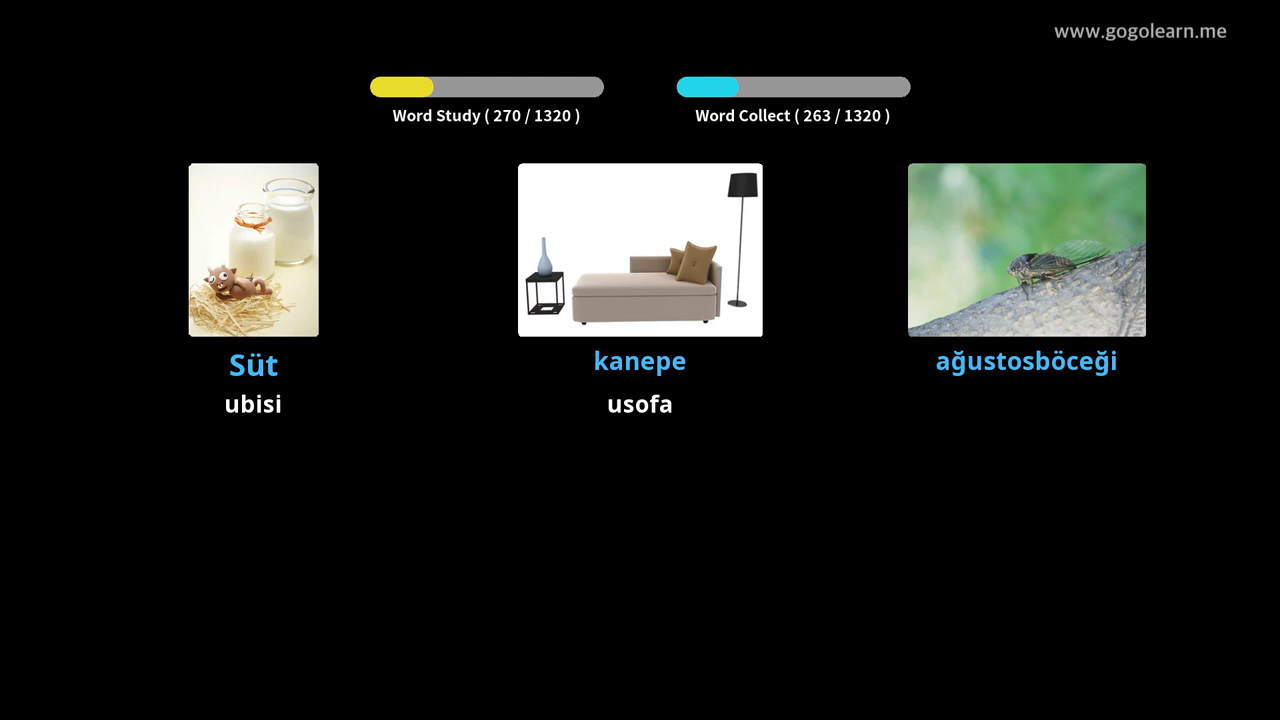 www.gogolearn.me
Word Study ( 270 / 1320 )
Word Collect ( 263 / 1320 )
Süt
kanepe
ağustosböceği
ubisi
usofa